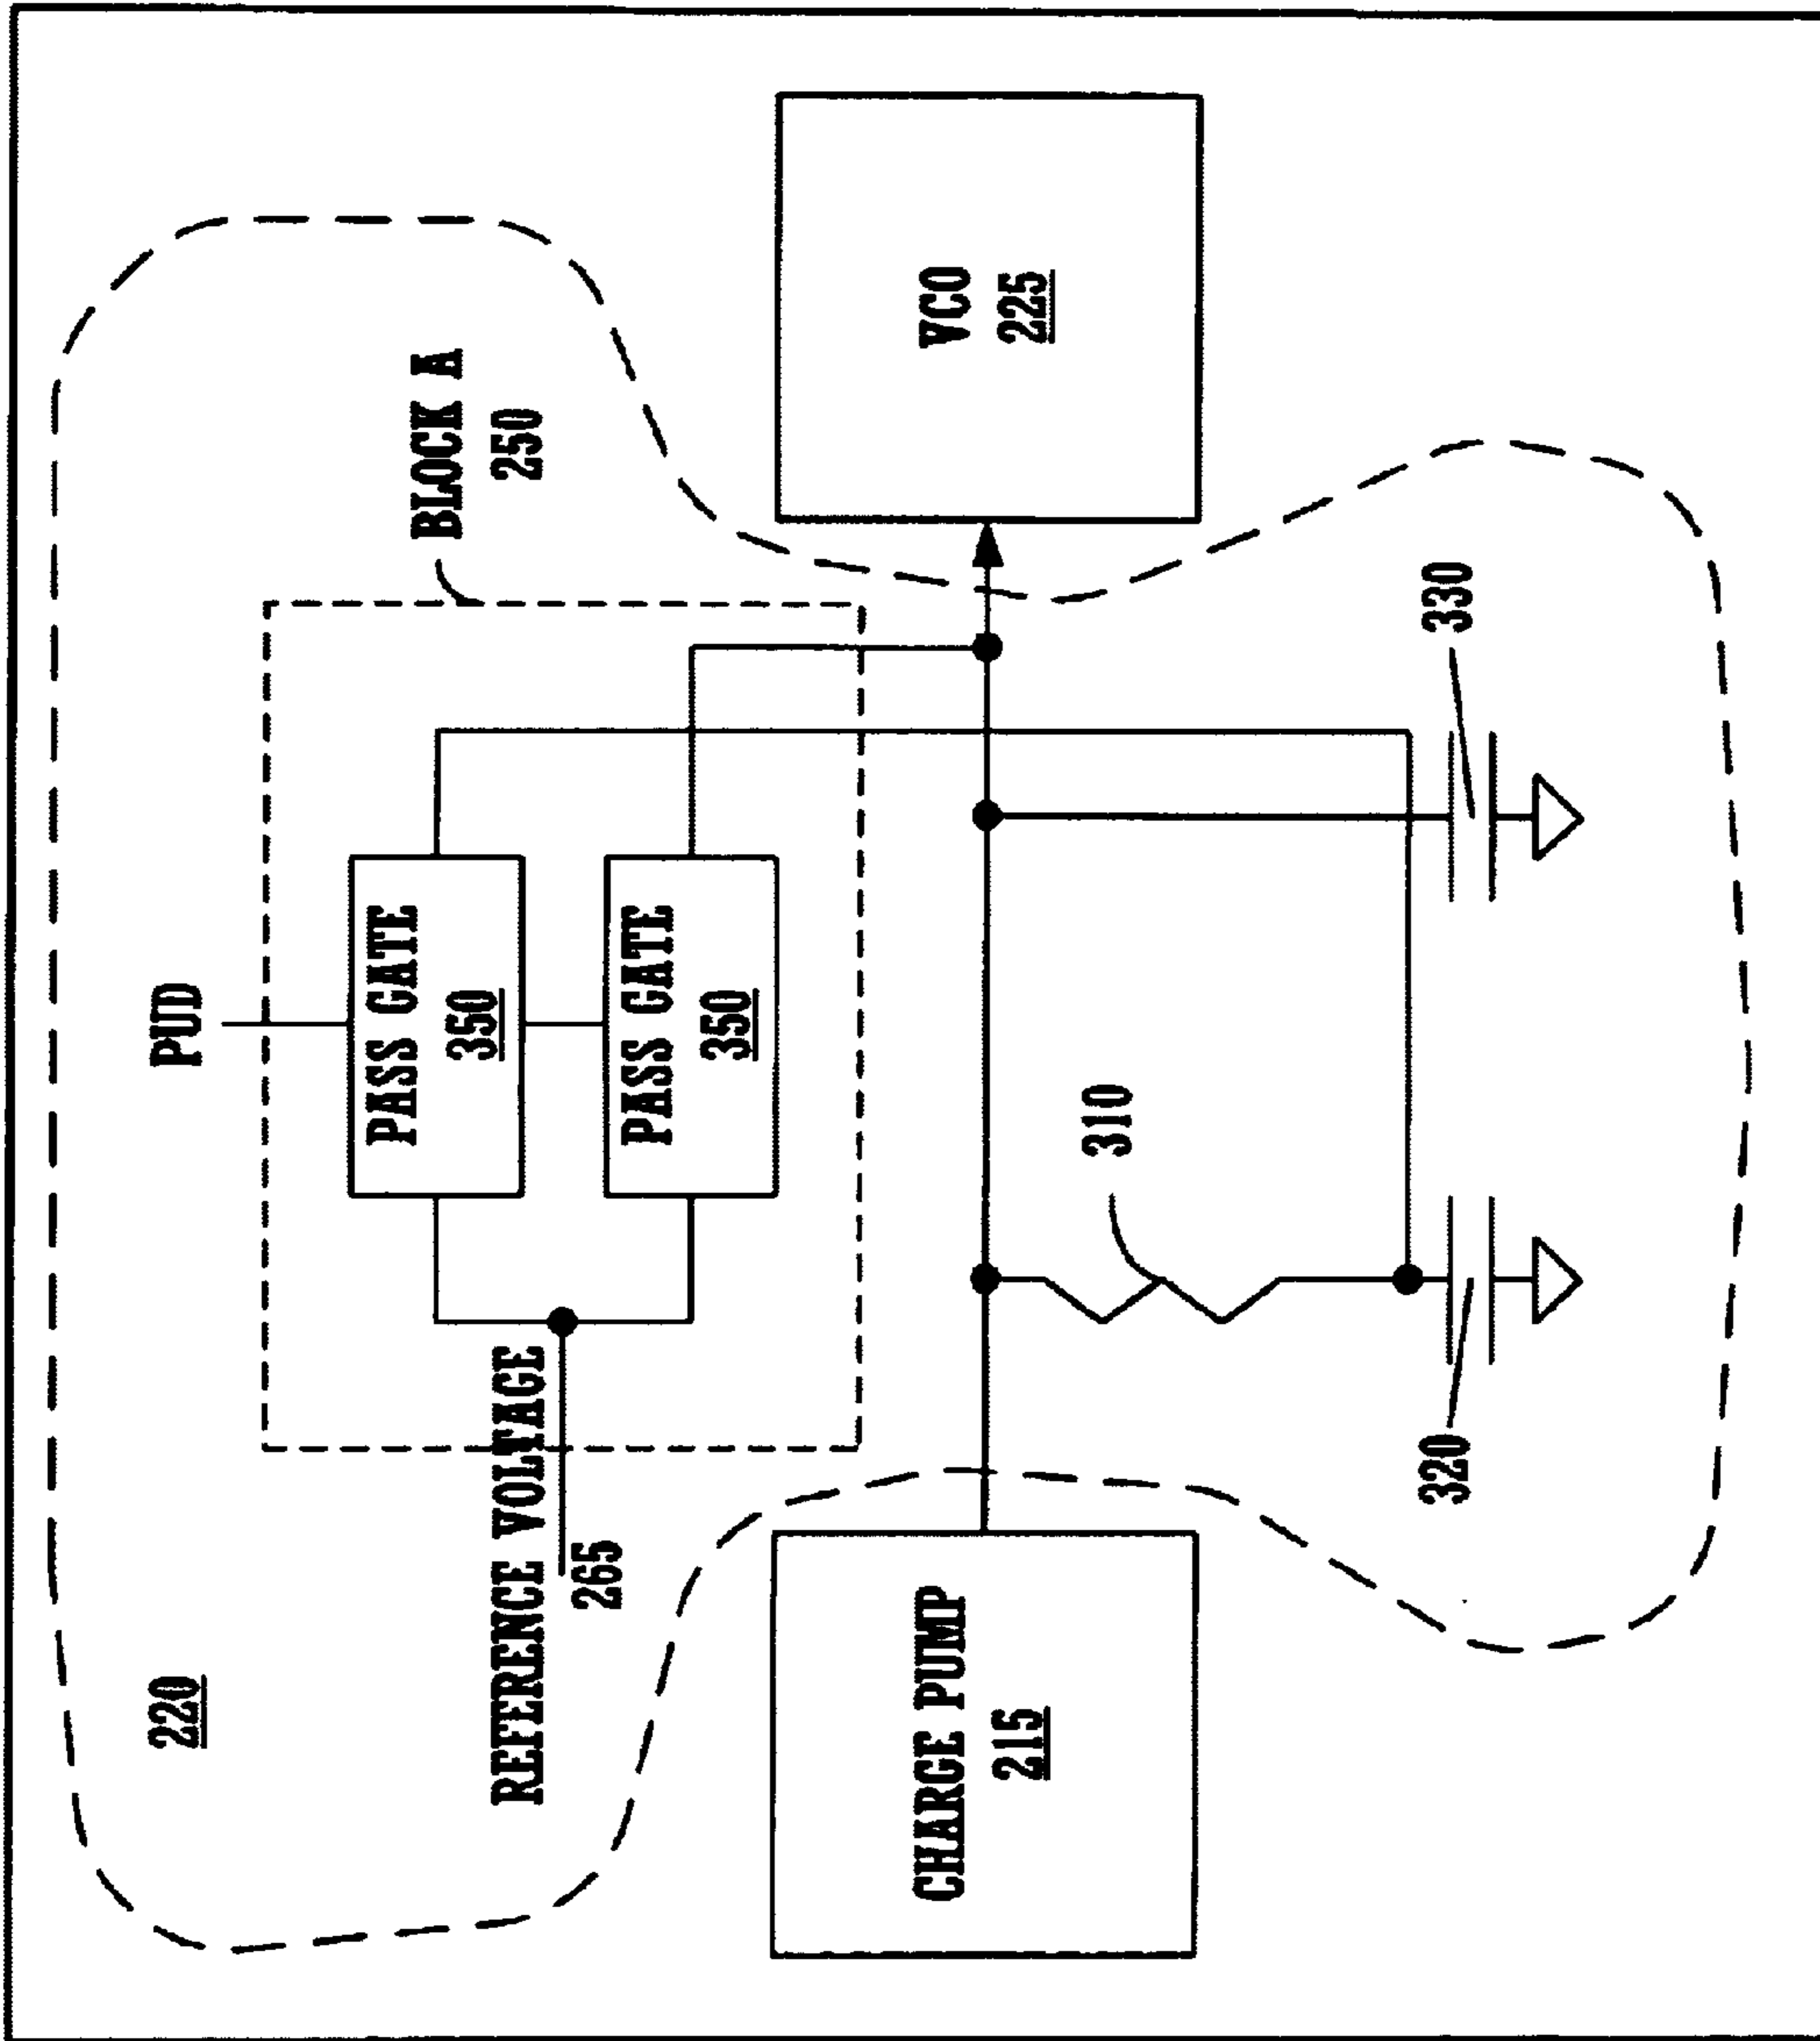 220
PUD
BLOCK A
250
PASS GATE
350
PASS GATE
350
REFERENCE VOLTAGE
265
CHARGE PUMP
215
VCO
225
310
320
330